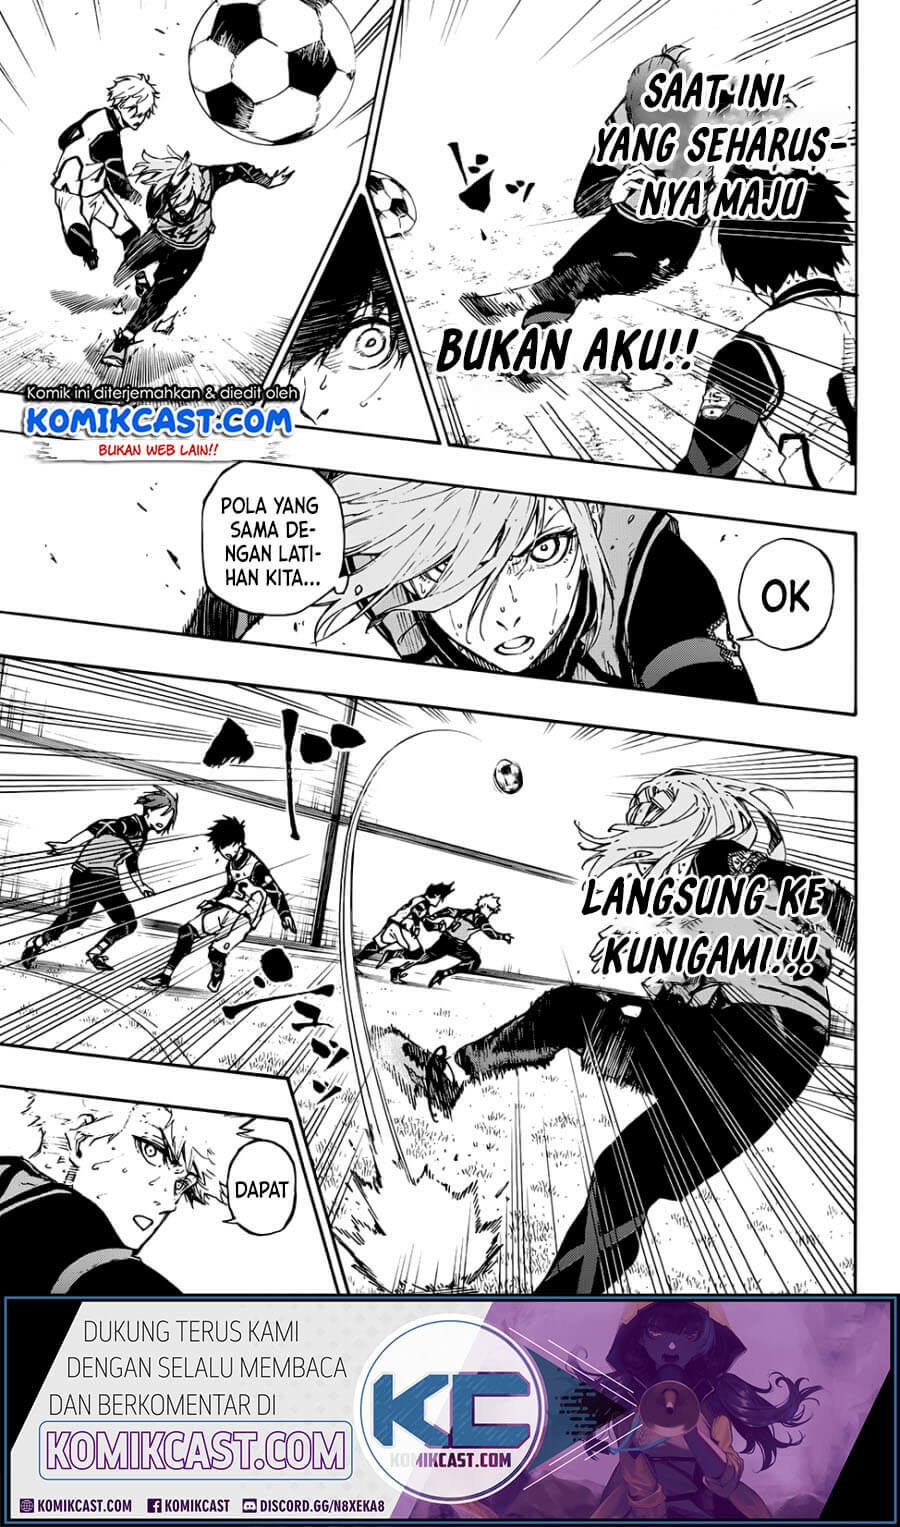 SAAT INI
YANG SEHARUS-
NYA MAJU
BUKAN AKU!!
Komik ini diterjemahkan & diedit oleh
KOMIKCAST.COM
BUKAN WEB LAIN!!
OK
POLA YANG
SAMA DE-
NGAN LATI-
HAN KITA...
LANGSUNG KE
KUNIGAMI!!!
DAPAT
DUKUNG TERUS KAMI
DENGAN SELALU MEMBACA
DAN BERKOMENTAR DI
KOMIKCAST.COM
KC
KOMIKCAST.COM
KOMIKCAST.COM
KOMIKCAST
DISCORD.GG/N8XEKA8